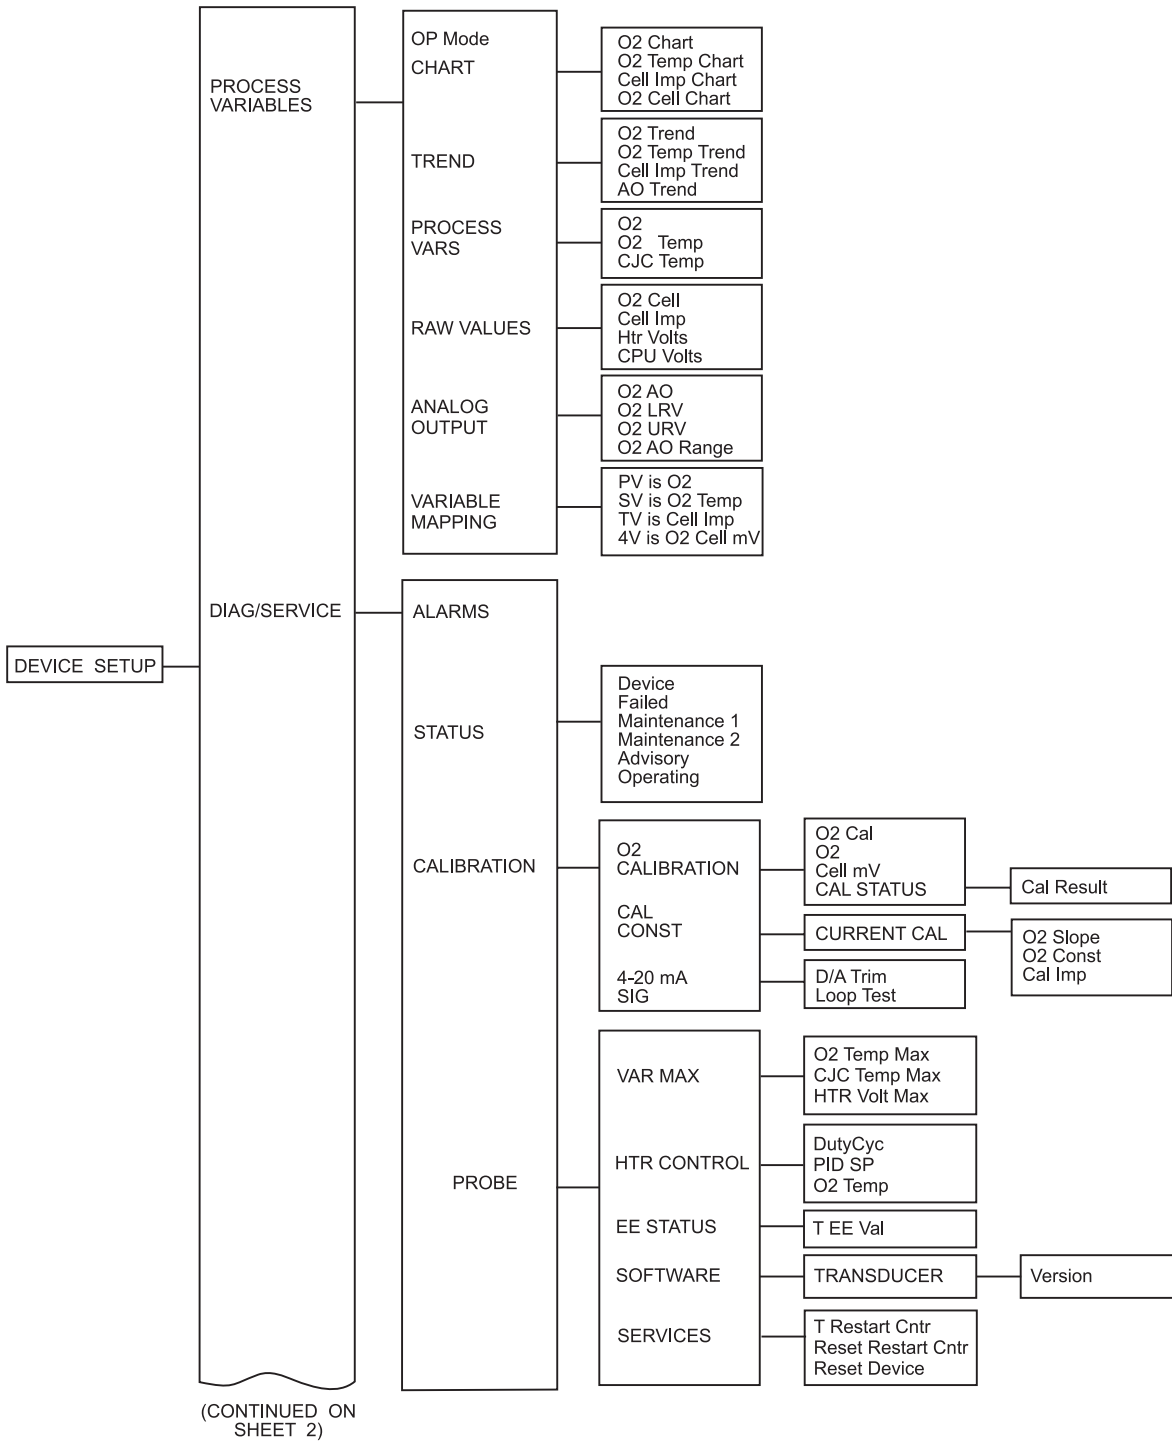 OP Mode
CHART
O2 Chart
O2 Temp Chart
Cell Imp Chart
O2 Cell Chart
PROCESS
VARIABLES
TREND
O2 Trend
O2 Temp Trend
Cell Imp Trend
AO Trend
PROCESS
VARS
O2
O2 Temp
CJC Temp
RAW VALUES
O2 Cell
Cell Imp
Htr Volts
CPU Volts
ANALOG
OUTPUT
O2 AO
O2 LRV
O2 URV
O2 AO Range
VARIABLE
MAPPING
PV is O2
SV is O2 Temp
TV is Cell Imp
4V is O2 Cell mV
DEVICE SETUP
DIAG/SERVICE
ALARMS
STATUS
Device
Failed
Maintenance 1
Maintenance 2
Advisory
Operating
CALIBRATION
O2
CALIBRATION
O2 Cal
O2
Cell mV
CAL STATUS
Cal Result
CAL
CONST
CURRENT CAL
O2 Slope
O2 Const
Cal Imp
4-20 mA
SIG
D/A Trim
Loop Test
PROBE
VAR MAX
O2 Temp Max
CJC Temp Max
HTR Volt Max
HTR CONTROL
DutyCyc
PID SP
O2 Temp
EE STATUS
T EE Val
SOFTWARE
TRANSDUCER
Version
SERVICES
T Restart Cntr
Reset Restart Cntr
Reset Device
(CONTINUED ON
SHEET 2)